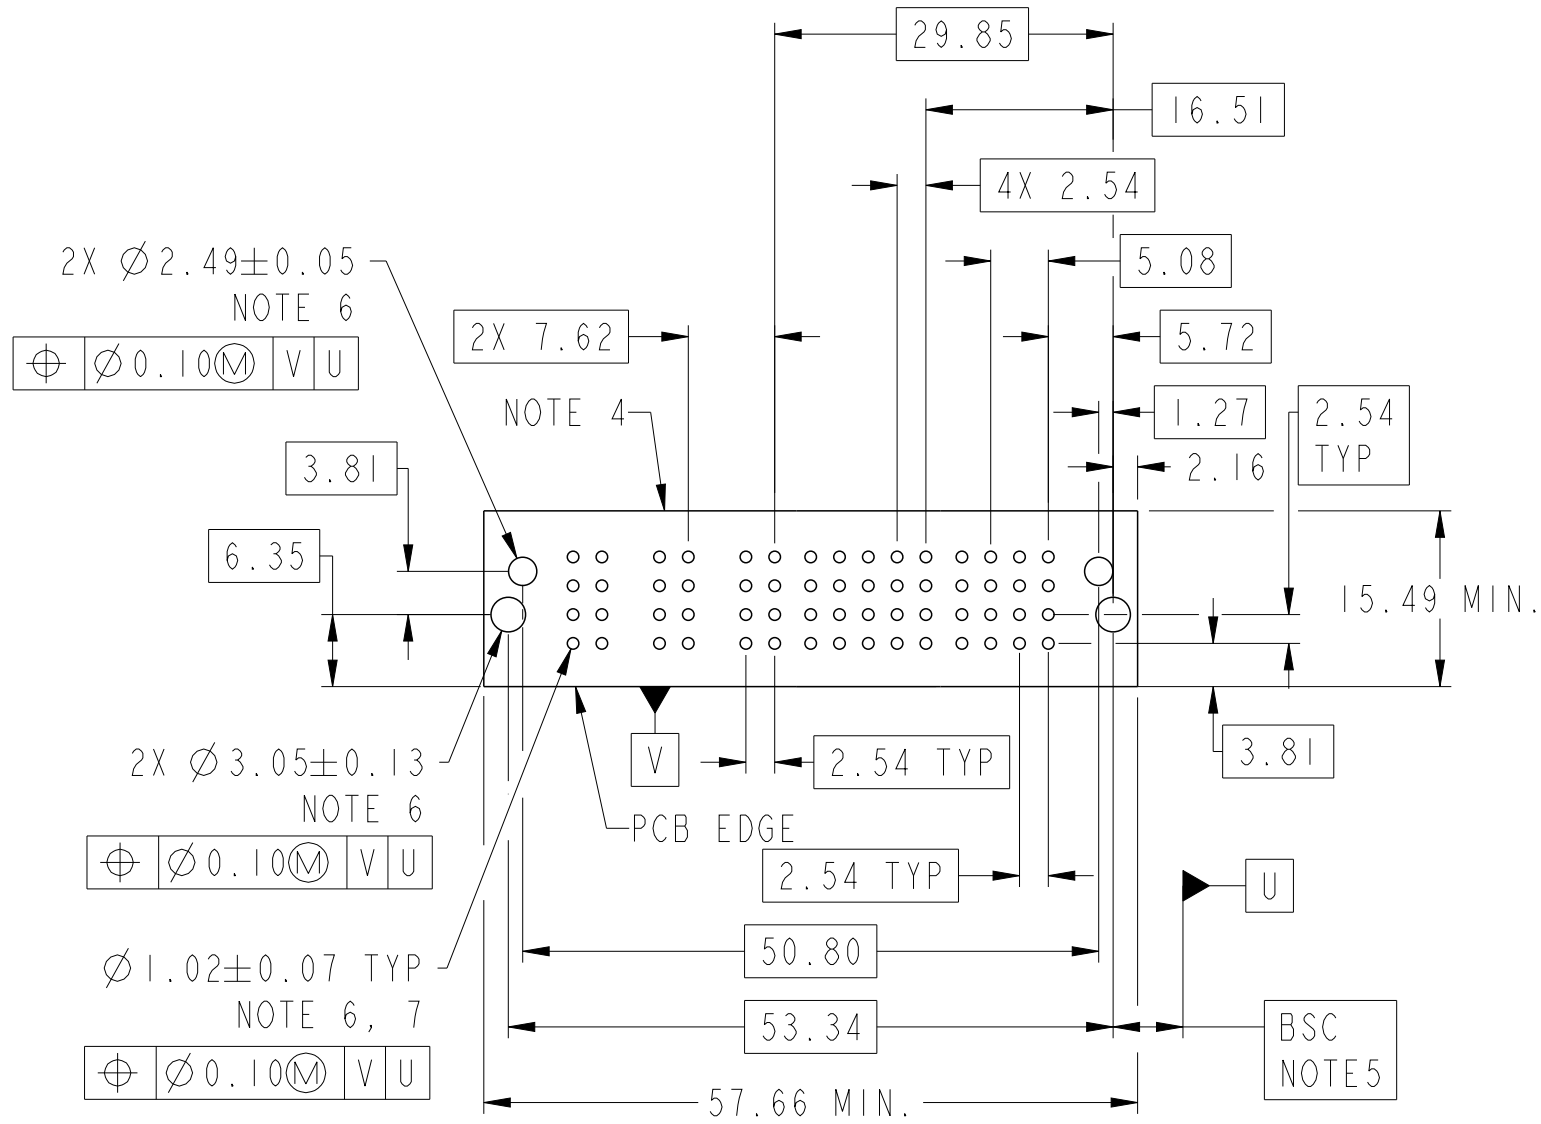 29.85
16.51
4X 2.54
2X ⌀2.49±0.05
NOTE 6
⌖ ⌀0.10Ⓜ V U
5.08
2X 7.62
5.72
NOTE 4
1.27
2.54
TYP
3.81
2.16
6.35
15.49 MIN.
2X ⌀3.05±0.13
NOTE 6
⌖ ⌀0.10Ⓜ V U
V
2.54 TYP
3.81
PCB EDGE
2.54 TYP
U
50.80
⌀1.02±0.07 TYP
NOTE 6, 7
⌖ ⌀0.10Ⓜ V U
53.34
BSC
NOTE5
57.66 MIN.